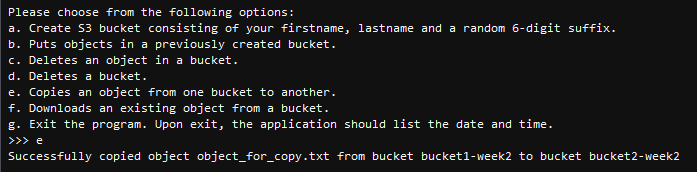 Please choose from the following options:
a. Create S3 bucket consisting of your firstname, lastname and a random 6-digit suffix.
b. Puts objects in a previously created bucket.
c. Deletes an object in a bucket.
d. Deletes a bucket.
e. Copies an object from one bucket to another.
f. Downloads an existing object from a bucket.
g. Exit the program. Upon exit, the application should list the date and time.
>>> e
Successfully copied object object_for_copy.txt from bucket bucket1-week2 to bucket bucket2-week2